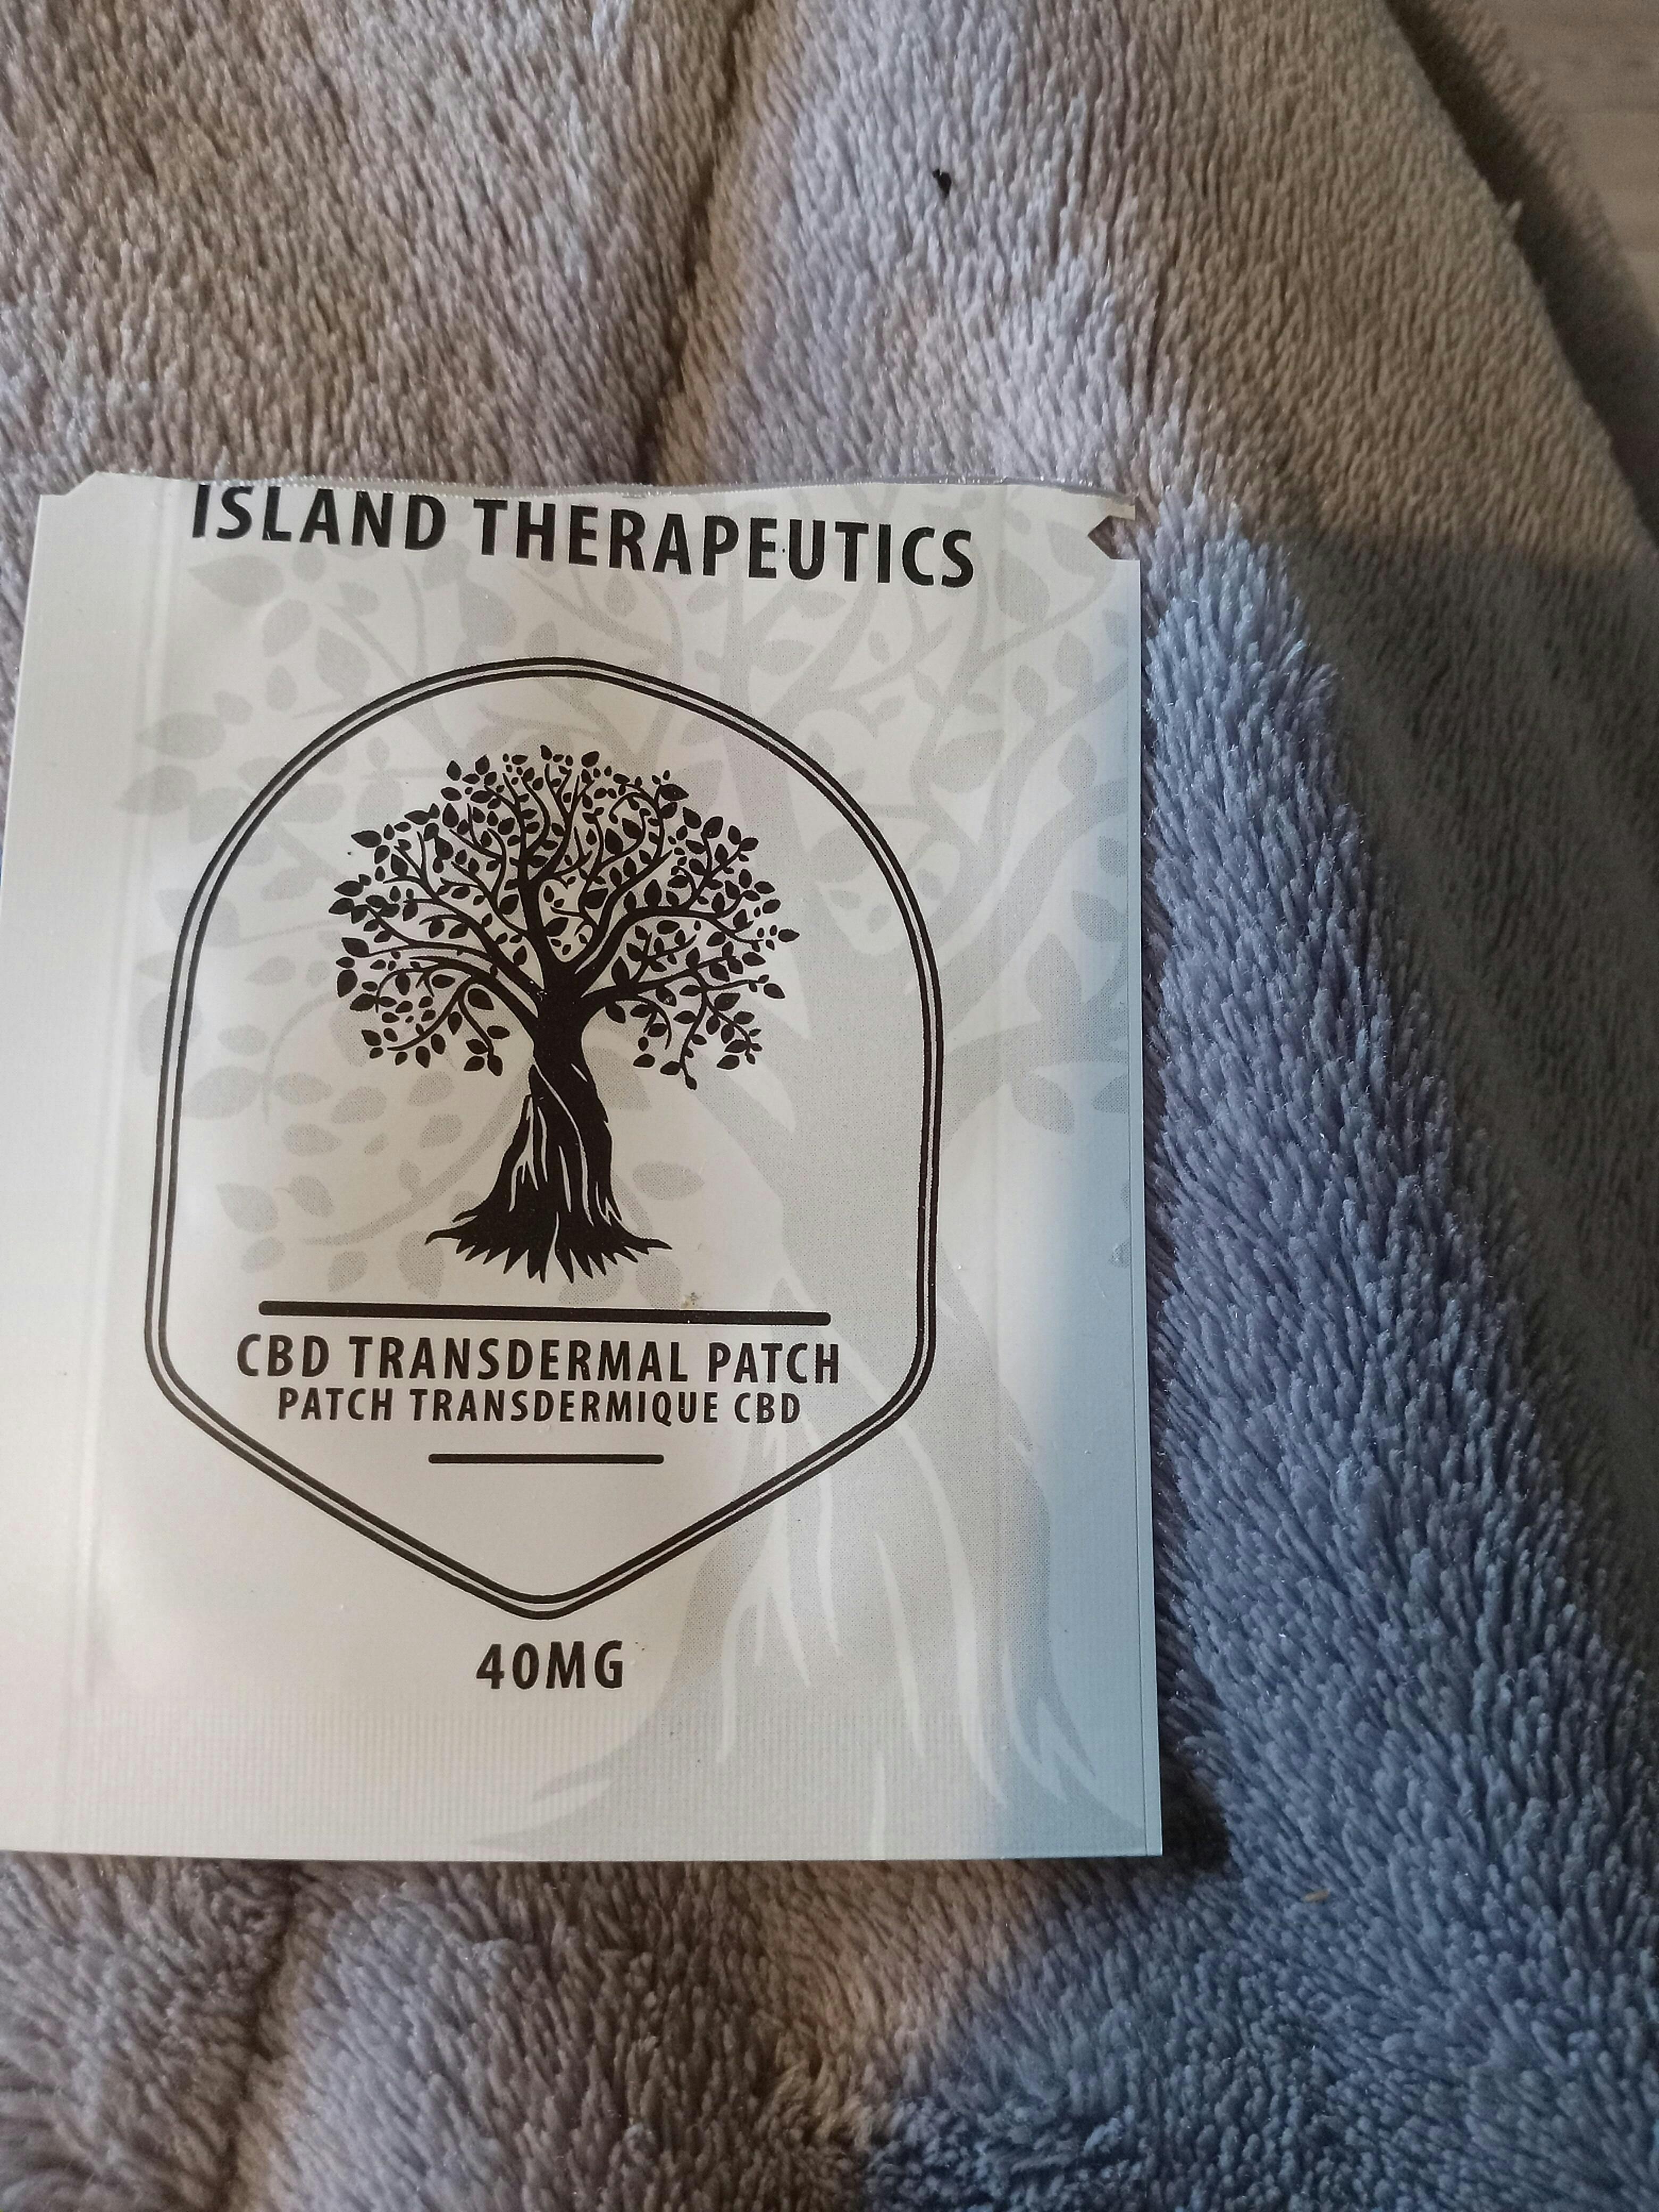 ISLAND THERAPEUTICS
CBD TRANSDERMAL PATCH
PATCH TRANSDERMIQUE CBD
40MG